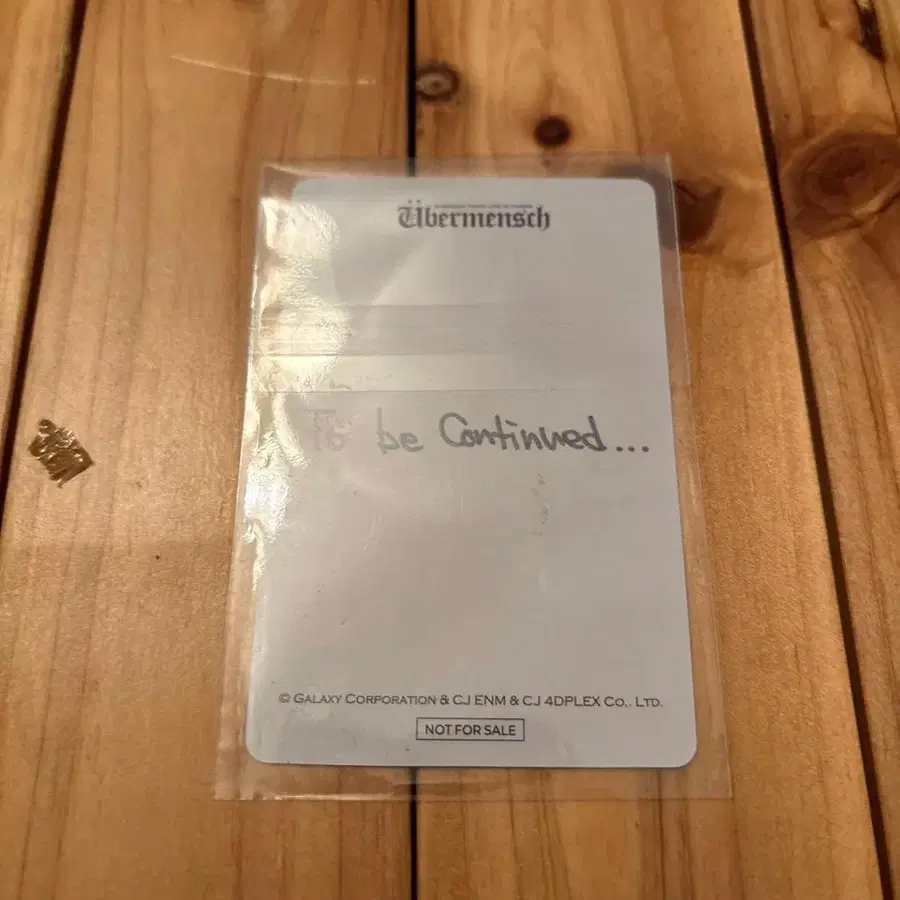 Übermensch
To be Continued...
© GALAXY CORPORATION & CJ ENM & CJ 4DPLEX CO,. LTD.
NOT FOR SALE